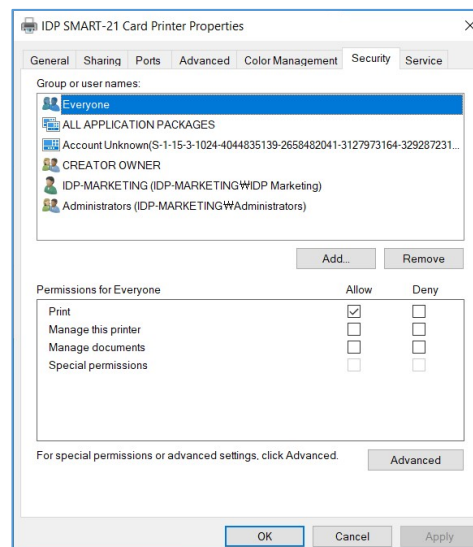 IDP SMART-21 Card Printer Properties
General Sharing Ports Advanced Color Management Security Service
Group or user names:
Everyone
ALL APPLICATION PACKAGES
Account Unknown(S-1-15-3-1024-4044835139-2658482041-3127973164-329287231...
CREATOR OWNER
IDP-MARKETING (IDP-MARKETING₩IDP Marketing)
Administrators (IDP-MARKETING₩Administrators)
Add... Remove
Permissions for Everyone Allow Deny
Print
Manage this printer
Manage documents
Special permissions
For special permissions or advanced settings, click Advanced. Advanced
OK Cancel Apply